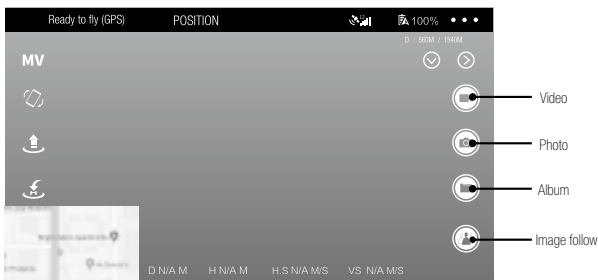 Ready to fly (GPS) POSITION 100%
D : 560M / 1540M
MV
Video
Photo
Album
Image follow
D N/A M H N/A M H.S N/A M/S VS N/A M/S